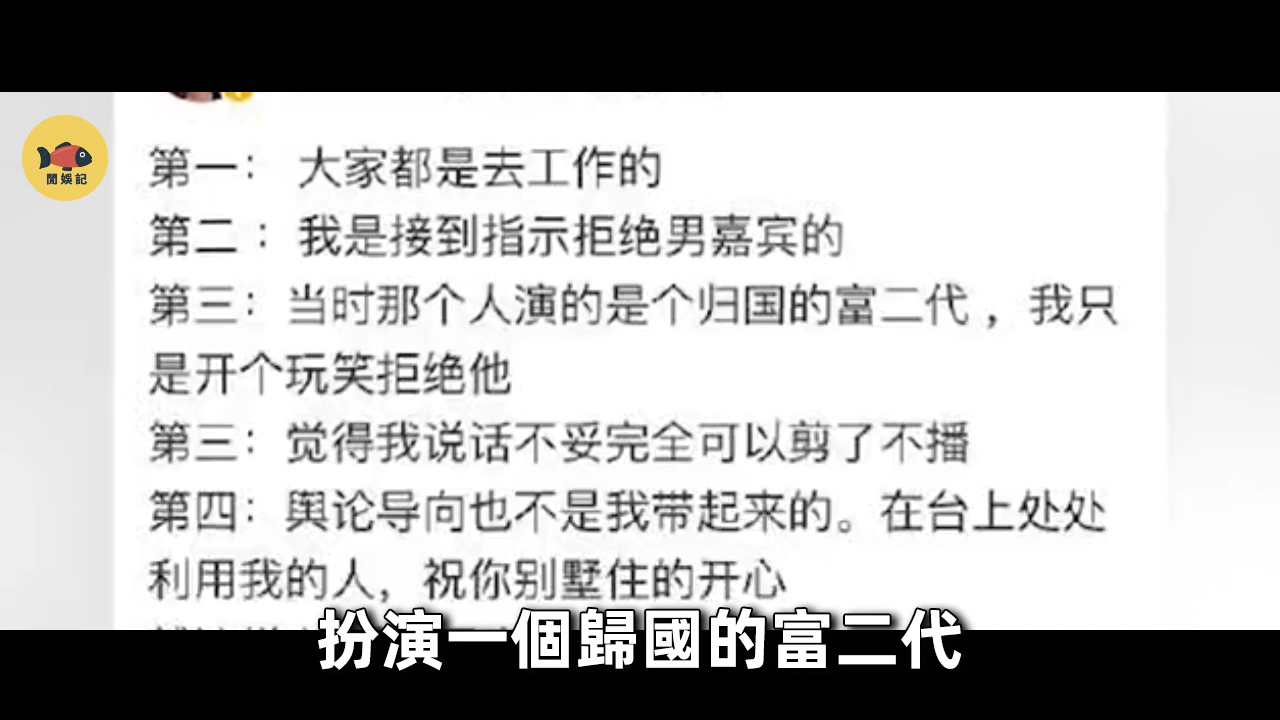 閒娛記
第一： 大家都是去工作的
第二： 我是接到指示拒绝男嘉宾的
第三：当时那个人演的是个归国的富二代，我只
是开个玩笑拒绝他
第三：觉得我说话不妥完全可以剪了不播
第四：舆论导向也不是我带起来的。在台上处处
利用我的人，祝你别墅住的开心
扮演一個歸國的富二代